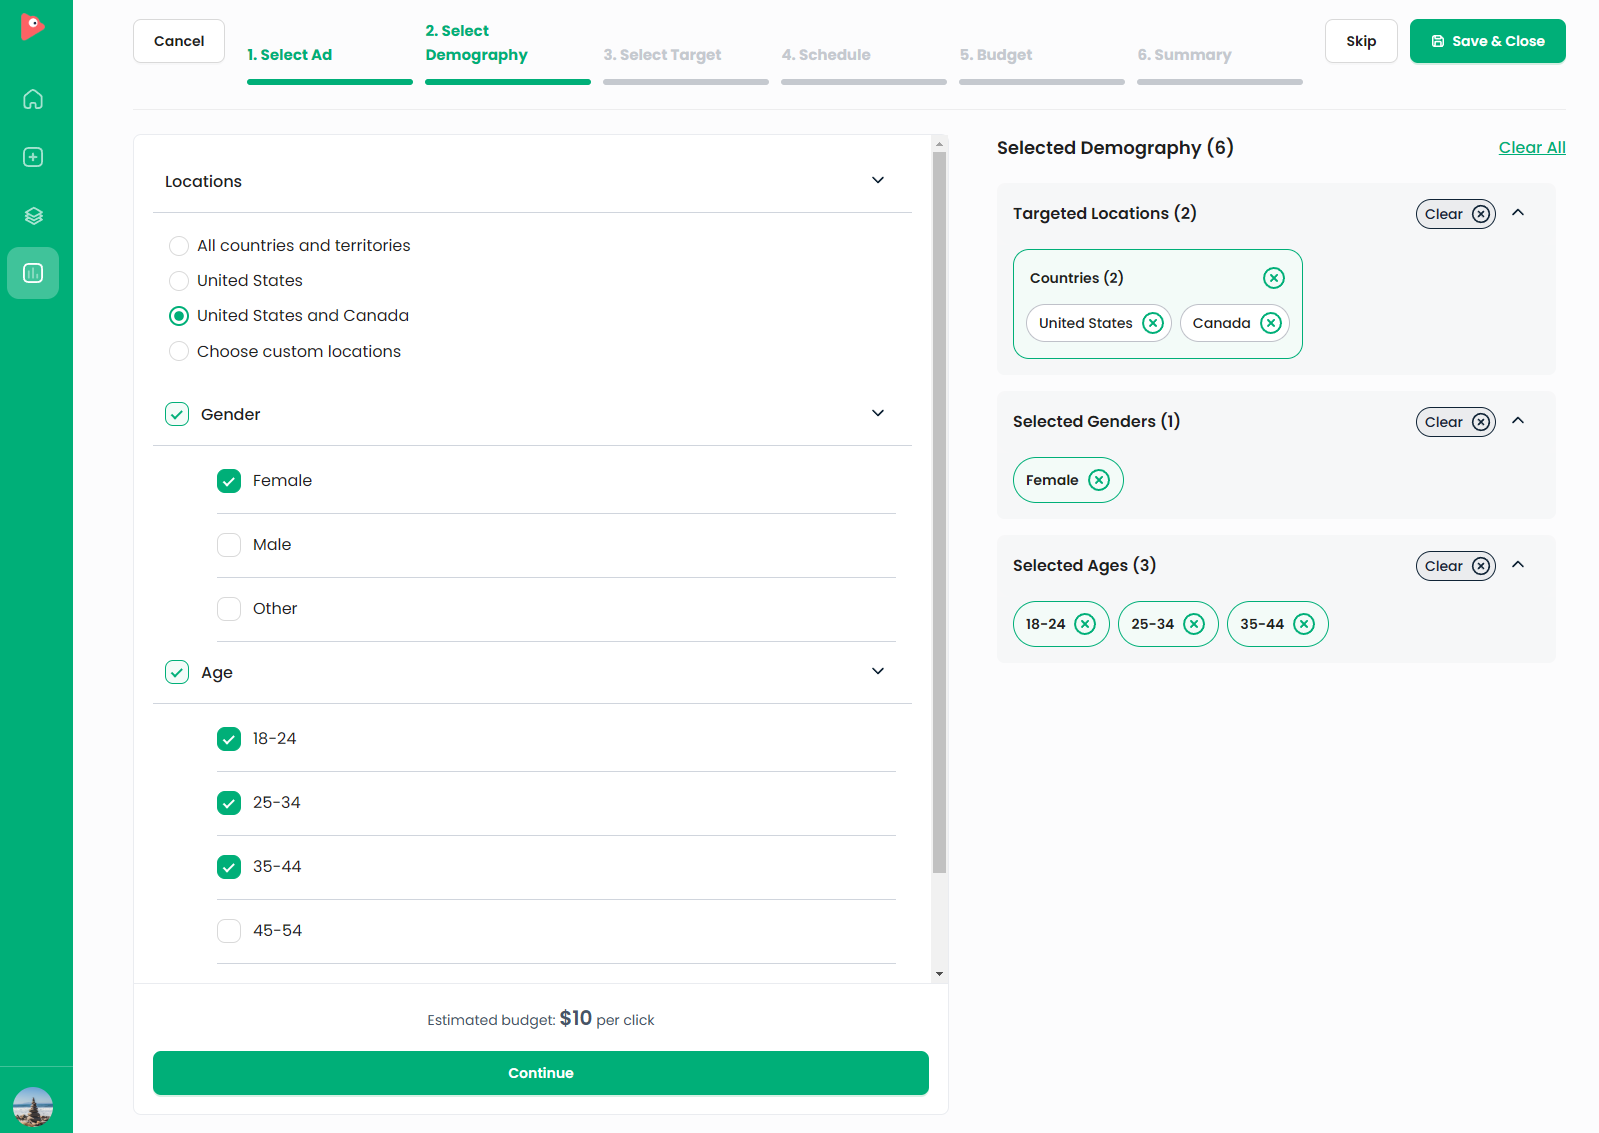 Cancel
1. Select Ad
2. Select
Demography
3. Select Target
4. Schedule
5. Budget
6. Summary
Skip
Save & Close
Locations
All countries and territories
United States
United States and Canada
Choose custom locations
Gender
Female
Male
Other
Age
18-24
25-34
35-44
45-54
Estimated budget: $10 per click
Continue
Selected Demography (6)
Clear All
Targeted Locations (2)
Clear
Countries (2)
United States
Canada
Selected Genders (1)
Clear
Female
Selected Ages (3)
Clear
18-24
25-34
35-44